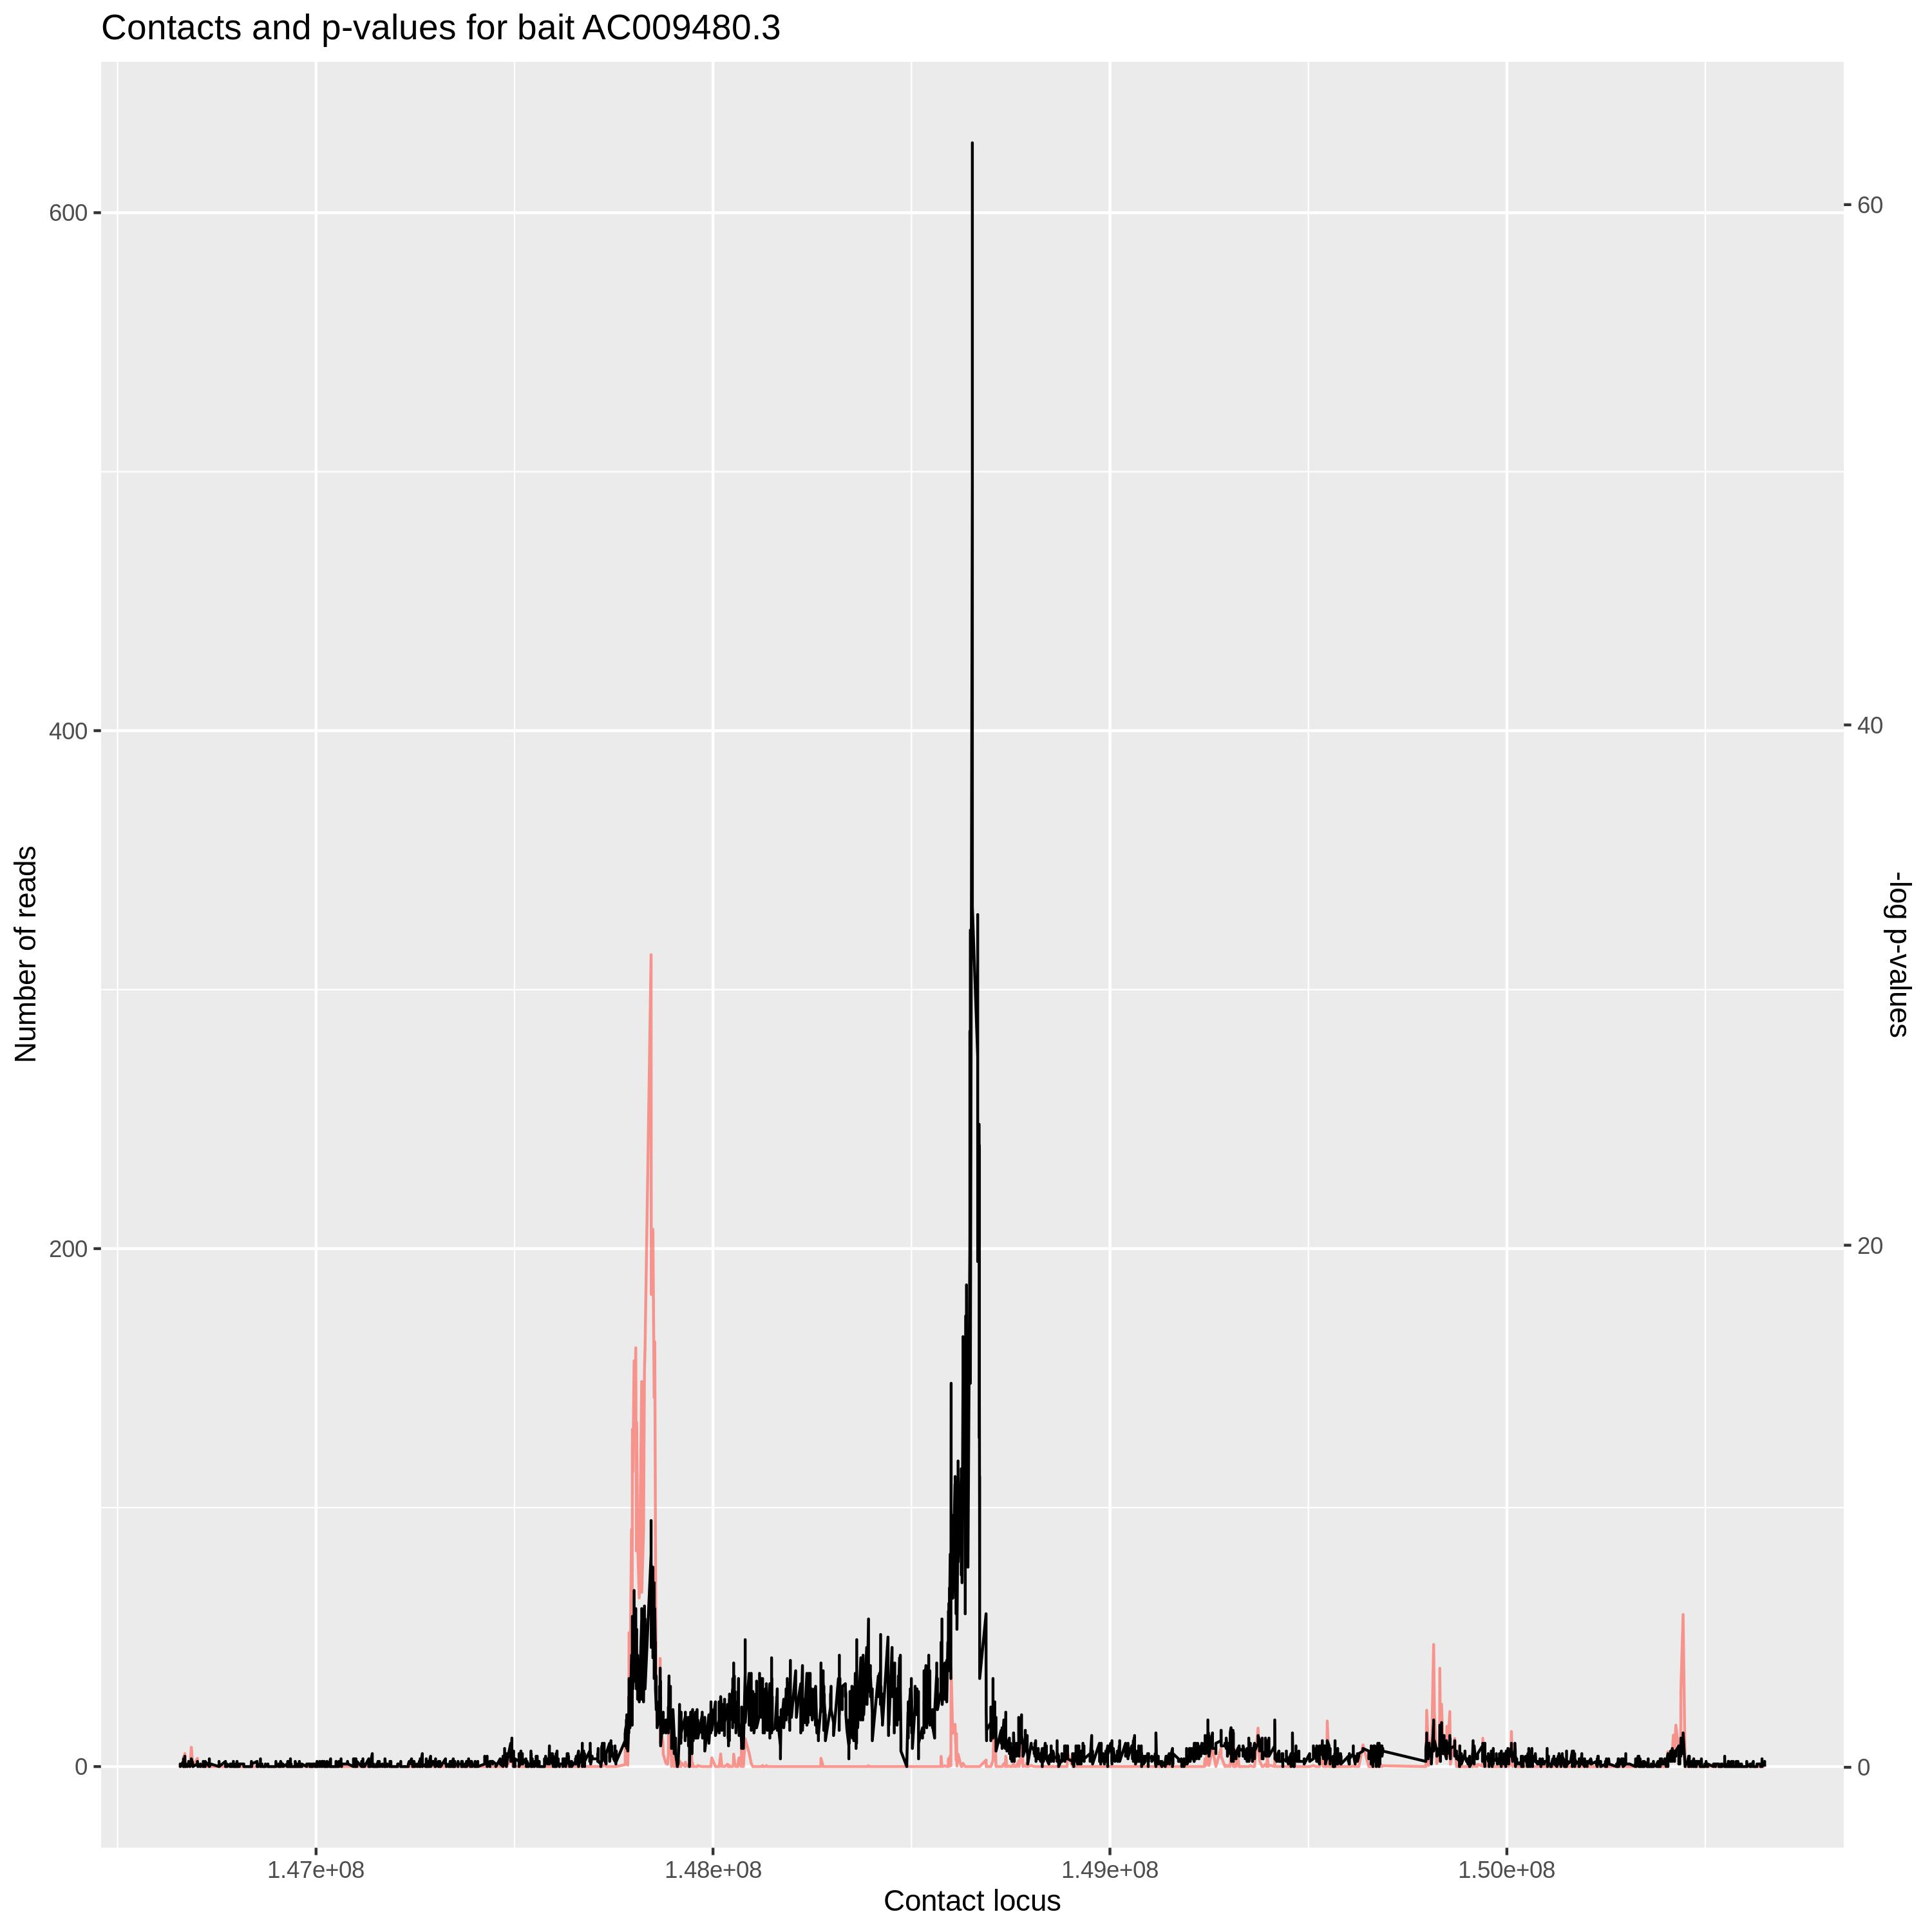 Contacts and p-values for bait AC009480.3
600
400
200
0
Number of reads
60
40
20
0
-log p-values
1.47e+08
1.48e+08
1.49e+08
1.50e+08
Contact locus